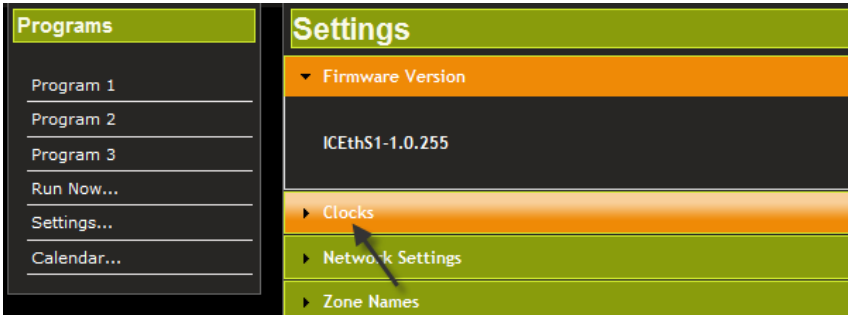 Programs
Program 1
Program 2
Program 3
Run Now...
Settings...
Calendar...
Settings
Firmware Version
ICEthS1-1.0.255
Clocks
Network Settings
Zone Names